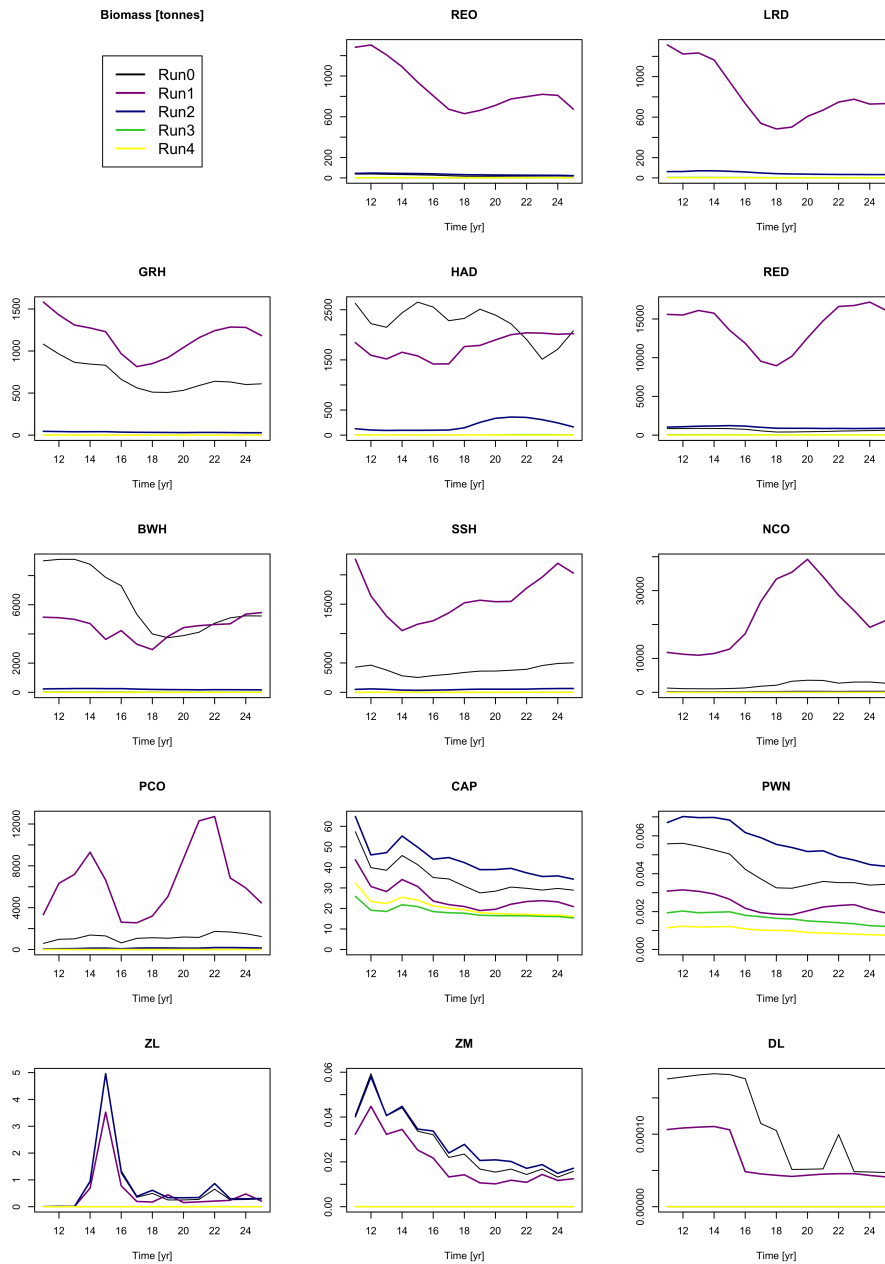 Biomass [tonnes]
Run0
Run1
Run2
Run3
Run4
REO
0 200 600 1000
12 14 16 18 20 22 24
Time [yr]
LRD
0 200 600 1000
12 14 16 18 20 22 24
Time [yr]
GRH
0 500 1000 1500
12 14 16 18 20 22 24
Time [yr]
HAD
0 500 1500 2500
12 14 16 18 20 22 24
Time [yr]
RED
0 5000 10000 15000
12 14 16 18 20 22 24
Time [yr]
BWH
0 2000 6000
12 14 16 18 20 22 24
Time [yr]
SSH
0 5000 15000
12 14 16 18 20 22 24
Time [yr]
NCO
0 10000 30000
12 14 16 18 20 22 24
Time [yr]
PCO
0 4000 8000 12000
12 14 16 18 20 22 24
Time [yr]
CAP
0 10 20 30 40 50 60
12 14 16 18 20 22 24
Time [yr]
PWN
0.000 0.002 0.004 0.006
12 14 16 18 20 22 24
Time [yr]
ZL
0 1 2 3 4 5
12 14 16 18 20 22 24
Time [yr]
ZM
0.00 0.02 0.04 0.06
12 14 16 18 20 22 24
Time [yr]
DL
0.00000 0.00010
12 14 16 18 20 22 24
Time [yr]